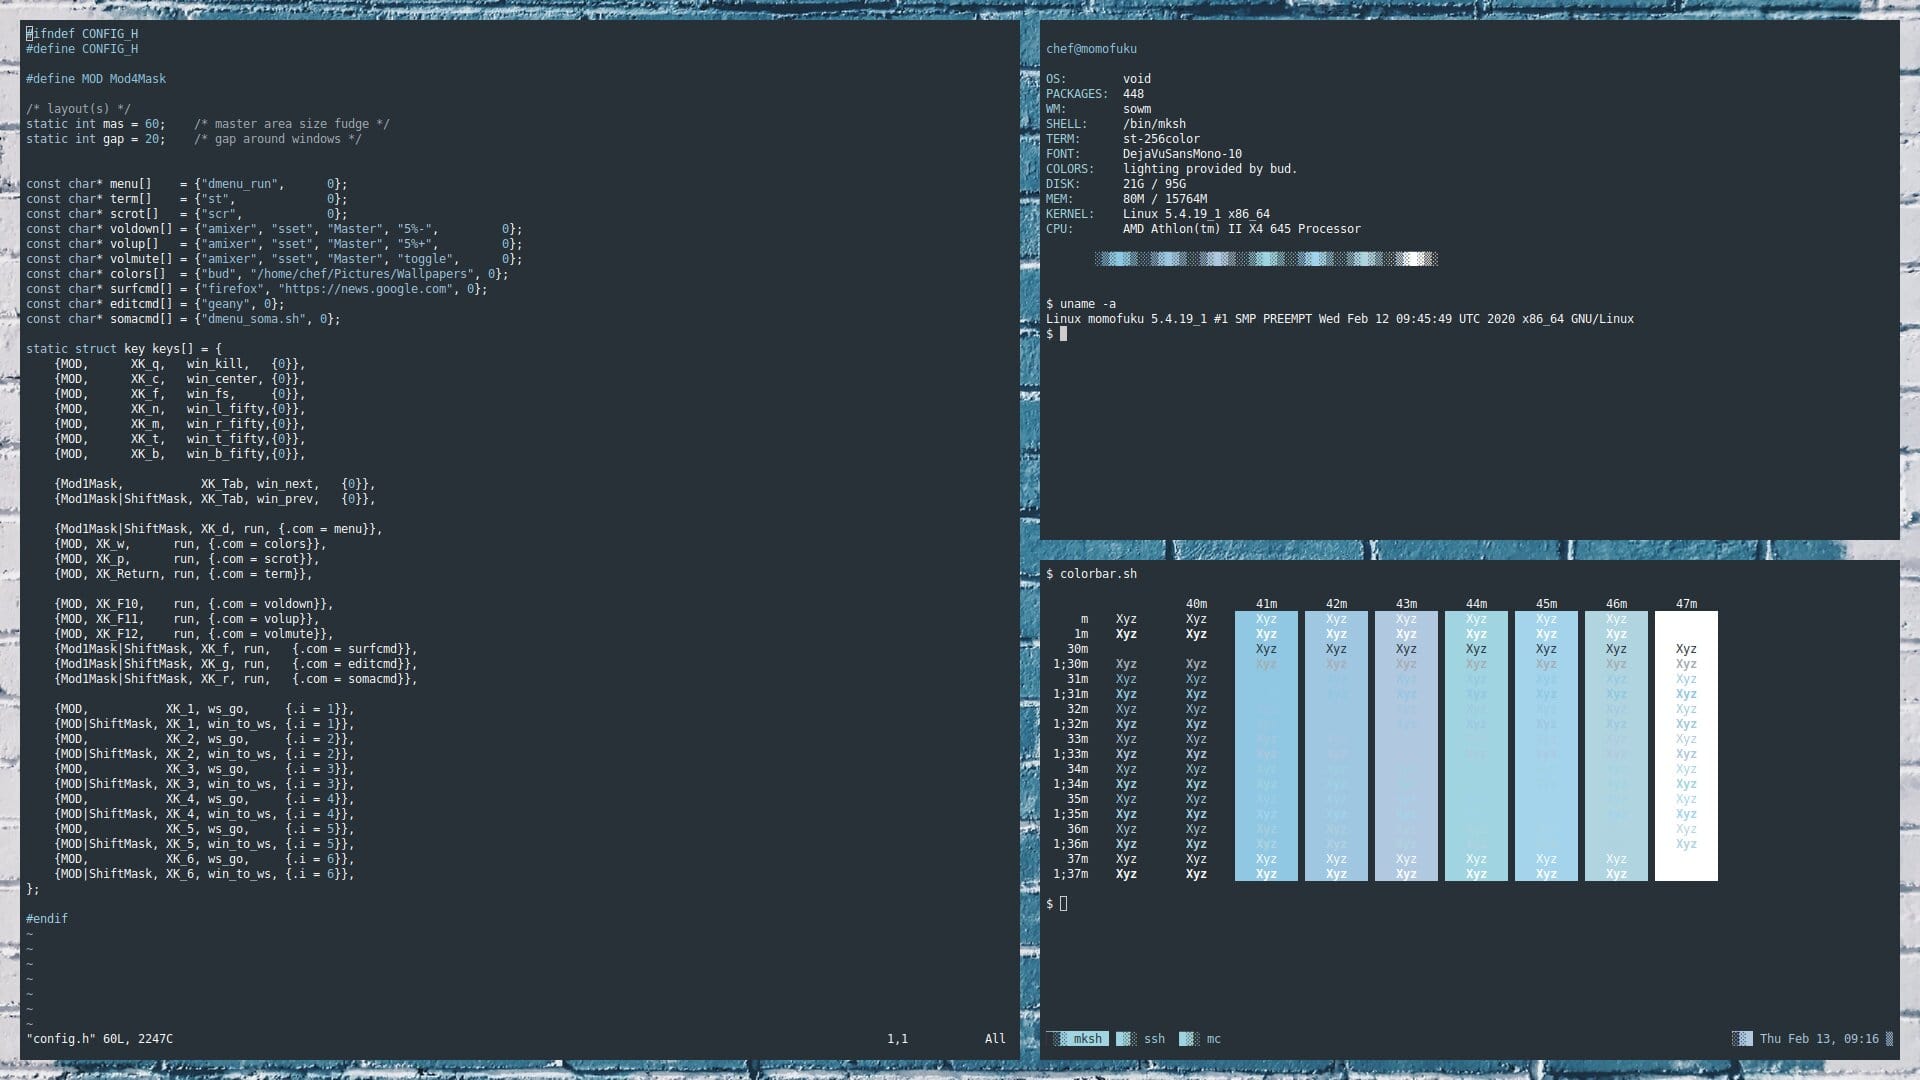 #ifndef CONFIG_H
#define CONFIG_H

#define MOD Mod4Mask

/* layout(s) */
static int mas = 60;    /* master area size fudge */
static int gap = 20;    /* gap around windows */


const char* menu[]    = {"dmenu_run",      0};
const char* term[]    = {"st",             0};
const char* scrot[]   = {"scr",            0};
const char* voldown[] = {"amixer", "sset", "Master", "5%-",         0};
const char* volup[]   = {"amixer", "sset", "Master", "5%+",         0};
const char* volmute[] = {"amixer", "sset", "Master", "toggle",      0};
const char* colors[]  = {"bud", "/home/chef/Pictures/Wallpapers", 0};
const char* surfcmd[] = {"firefox", "https://news.google.com", 0};
const char* editcmd[] = {"geany", 0};
const char* somacmd[] = {"dmenu_soma.sh", 0};

static struct key keys[] = {
    {MOD,      XK_q,   win_kill,   {0}},
    {MOD,      XK_c,   win_center, {0}},
    {MOD,      XK_f,   win_fs,     {0}},
    {MOD,      XK_n,   win_l_fifty,{0}},
    {MOD,      XK_m,   win_r_fifty,{0}},
    {MOD,      XK_t,   win_t_fifty,{0}},
    {MOD,      XK_b,   win_b_fifty,{0}},

    {Mod1Mask,           XK_Tab, win_next,   {0}},
    {Mod1Mask|ShiftMask, XK_Tab, win_prev,   {0}},

    {Mod1Mask|ShiftMask, XK_d, run, {.com = menu}},
    {MOD, XK_w,      run, {.com = colors}},
    {MOD, XK_p,      run, {.com = scrot}},
    {MOD, XK_Return, run, {.com = term}},

    {MOD, XK_F10,    run, {.com = voldown}},
    {MOD, XK_F11,    run, {.com = volup}},
    {MOD, XK_F12,    run, {.com = volmute}},
    {Mod1Mask|ShiftMask, XK_f, run,   {.com = surfcmd}},
    {Mod1Mask|ShiftMask, XK_g, run,   {.com = editcmd}},
    {Mod1Mask|ShiftMask, XK_r, run,   {.com = somacmd}},

    {MOD,           XK_1, ws_go,     {.i = 1}},
    {MOD|ShiftMask, XK_1, win_to_ws, {.i = 1}},
    {MOD,           XK_2, ws_go,     {.i = 2}},
    {MOD|ShiftMask, XK_2, win_to_ws, {.i = 2}},
    {MOD,           XK_3, ws_go,     {.i = 3}},
    {MOD|ShiftMask, XK_3, win_to_ws, {.i = 3}},
    {MOD,           XK_4, ws_go,     {.i = 4}},
    {MOD|ShiftMask, XK_4, win_to_ws, {.i = 4}},
    {MOD,           XK_5, ws_go,     {.i = 5}},
    {MOD|ShiftMask, XK_5, win_to_ws, {.i = 5}},
    {MOD,           XK_6, ws_go,     {.i = 6}},
    {MOD|ShiftMask, XK_6, win_to_ws, {.i = 6}},
};

#endif
~
~
~
~
~
~
~
"config.h" 60L, 2247C                    1,1           All
chef@momofuku

OS:        void
PACKAGES:  448
WM:        sowm
SHELL:     /bin/mksh
TERM:      st-256color
FONT:      DejaVuSansMono-10
COLORS:    lighting provided by bud.
DISK:      21G / 95G
MEM:       80M / 15764M
KERNEL:    Linux 5.4.19_1 x86_64
CPU:       AMD Athlon(tm) II X4 645 Processor

$ uname -a
Linux momofuku 5.4.19_1 #1 SMP PREEMPT Wed Feb 12 09:45:49 UTC 2020 x86_64 GNU/Linux
$
$ colorbar.sh

40m 41m 42m 43m 44m 45m 46m 47m
m Xyz Xyz Xyz Xyz Xyz Xyz Xyz Xyz
1m Xyz Xyz Xyz Xyz Xyz Xyz Xyz Xyz
30m Xyz Xyz Xyz Xyz Xyz Xyz Xyz
1;30m Xyz Xyz Xyz Xyz Xyz Xyz Xyz Xyz Xyz
31m Xyz Xyz Xyz Xyz Xyz Xyz Xyz
1;31m Xyz Xyz Xyz Xyz Xyz Xyz Xyz
32m Xyz Xyz Xyz
1;32m Xyz Xyz Xyz
33m Xyz Xyz Xyz
1;33m Xyz Xyz Xyz
34m Xyz Xyz Xyz
1;34m Xyz Xyz Xyz
35m Xyz Xyz Xyz
1;35m Xyz Xyz Xyz
36m Xyz Xyz Xyz
1;36m Xyz Xyz Xyz
37m Xyz Xyz Xyz Xyz Xyz Xyz Xyz Xyz
1;37m Xyz Xyz Xyz Xyz Xyz Xyz Xyz Xyz

$
mksh ssh mc Thu Feb 13, 09:16